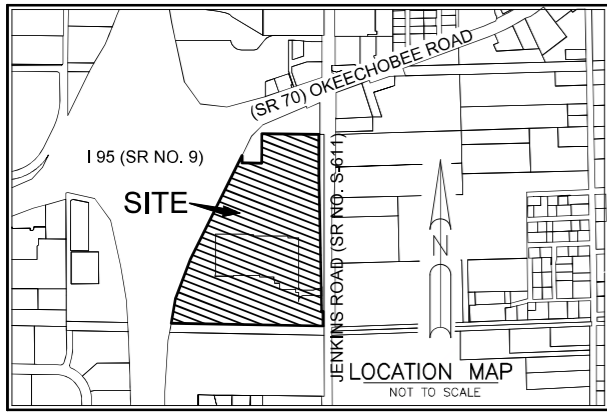 (SR 70) OKEECHOBEE ROAD
I 95 (SR NO. 9)
SITE
JENKINS ROAD (SR NO. S-611)
N
LOCATION MAP
NOT TO SCALE